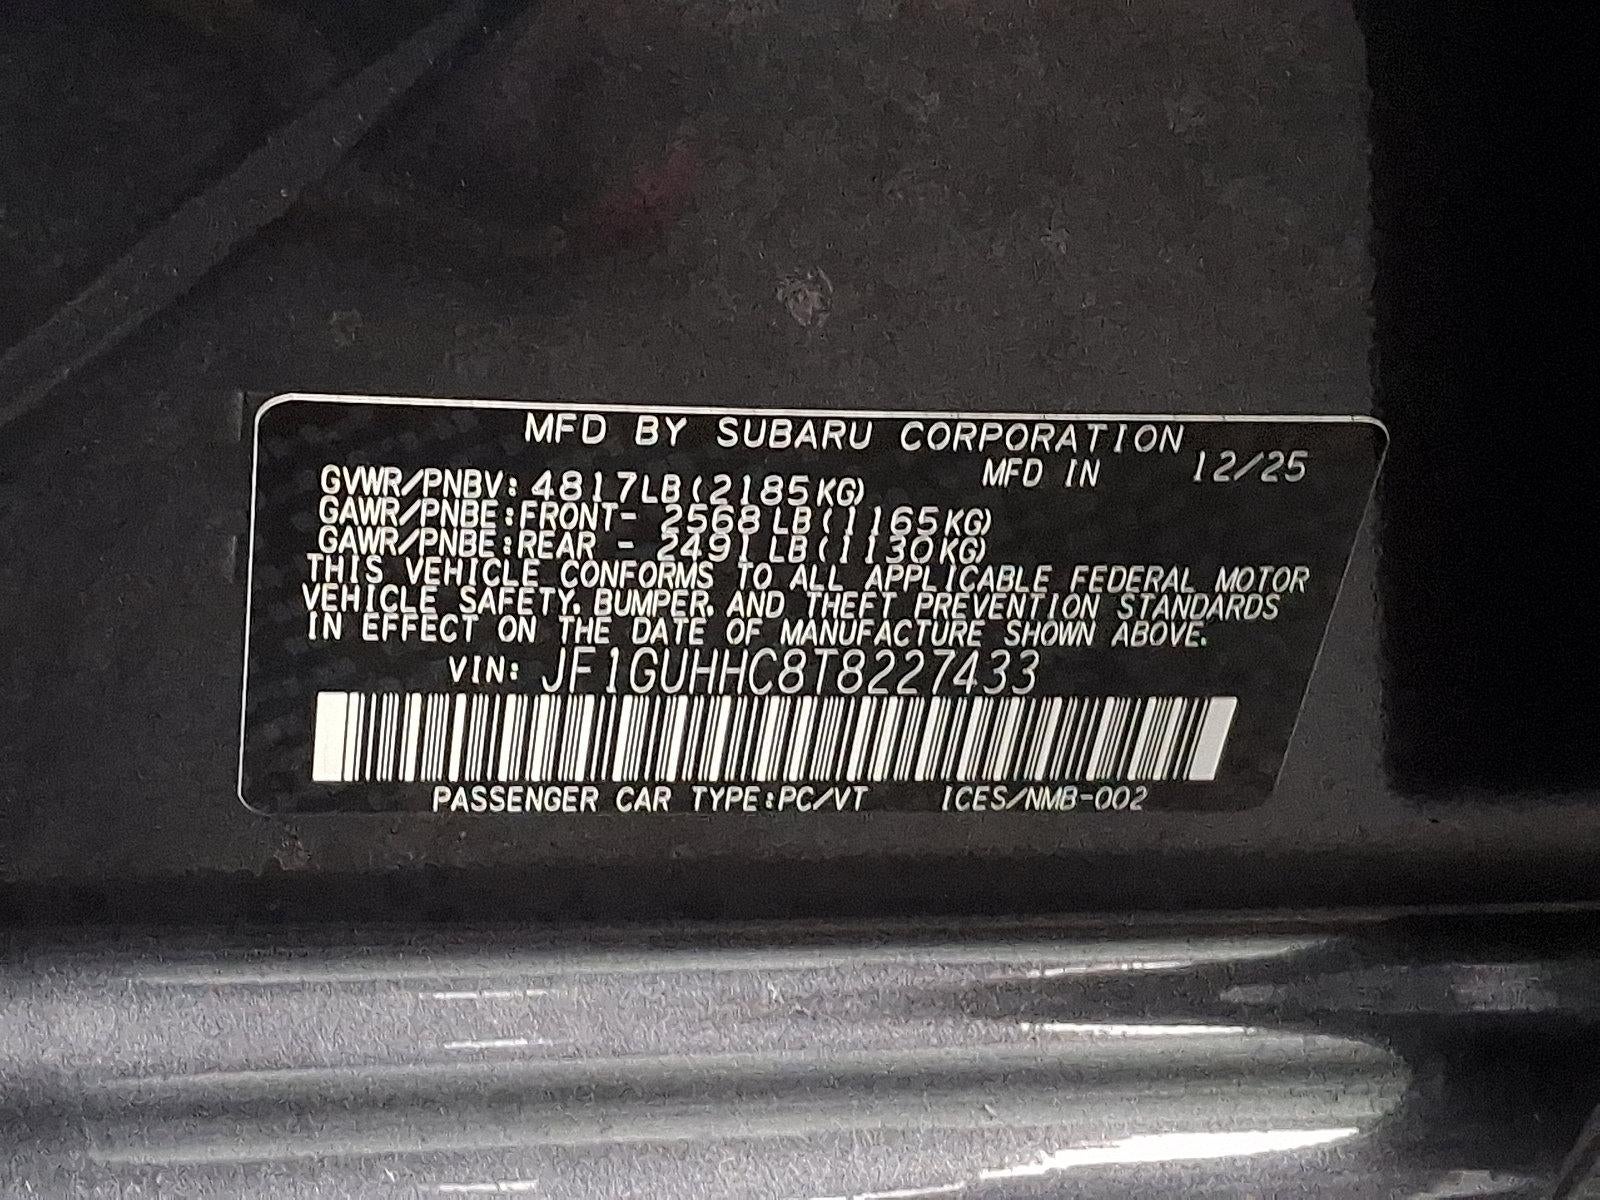 MFD BY SUBARU CORPORATION
MFD IN 12/25
GVWR/PNBV: 4817LB(2185KG)
GAWR/PNBE:FRONT- 2568LB(1165KG)
GAWR/PNBE:REAR - 2491LB(1130KG)
THIS VEHICLE CONFORMS TO ALL APPLICABLE FEDERAL MOTOR
VEHICLE SAFETY, BUMPER, AND THEFT PREVENTION STANDARDS
IN EFFECT ON THE DATE OF MANUFACTURE SHOWN ABOVE.
VIN: JF1GUHHC8T8227433
PASSENGER CAR TYPE:PC/VT ICES/NMB-002